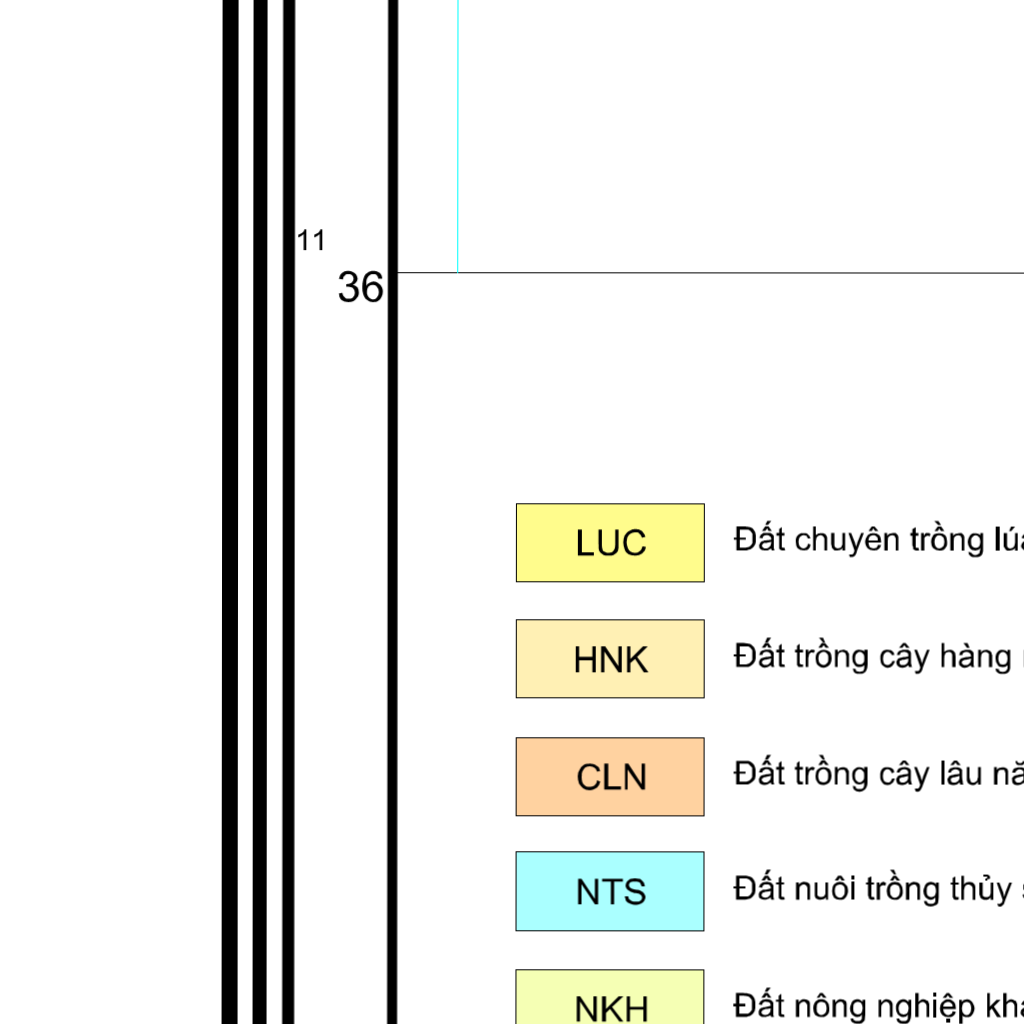 11
36
LUC Đất chuyên trồng
HNK Đất trồng cây hàng
CLN Đất trồng cây lâu
NTS Đất nuôi trồng thủy
NKH Đất nông nghiệp